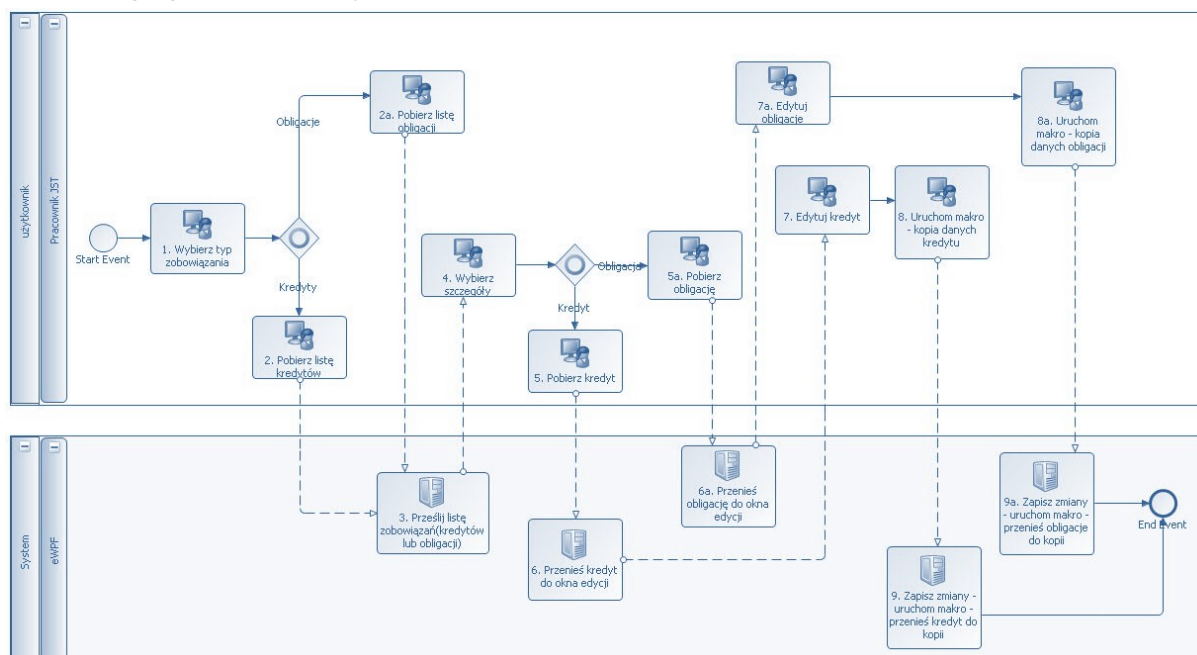 użytkownik
Pracownik JST
Start Event
1. Wybierz typ
zobowiązania
Obligacje
Kredyty
2a. Pobierz listę
obligacji
2. Pobierz listę
kredytów
4. Wybierz
szczegóły
Obligacja
Kredyt
5a. Pobierz
obligację
5. Pobierz kredyt
7a. Edytuj
obligacje
7. Edytuj kredyt
8. Uruchom makro
- kopia danych
kredytu
8a. Uruchom
makro - kopia
danych obligacji
System
eWPF
3. Prześlij listę
zobowiązań(kredytów
lub obligacji)
6. Przenieś kredyt
do okna edycji
6a. Przenieś
obligację do okna
edycji
9. Zapisz zmiany -
uruchom makro -
przenieś kredyt do
kopii
9a. Zapisz zmiany
- uruchom makro -
przenieś obligacje
do kopii
End Event